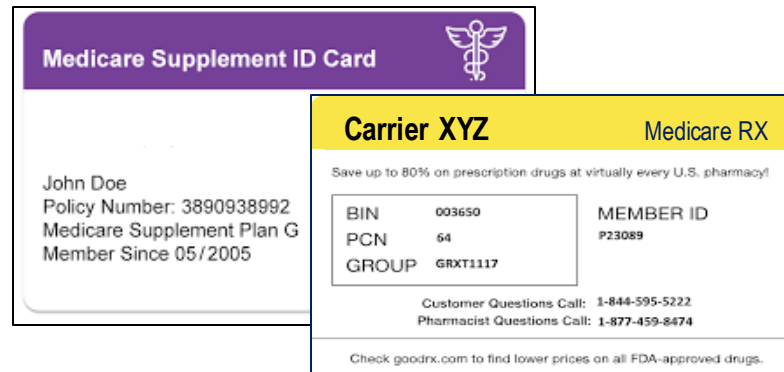 Medicare Supplement ID Card
John Doe
Policy Number: 3890938992
Medicare Supplement Plan G
Member Since 05/2005
Carrier XYZ Medicare RX
Save up to 80% on prescription drugs at virtually every U.S. pharmacy!
BIN 003650
PCN 64
GROUP GRXT1117
MEMBER ID
P23089
Customer Questions Call: 1-844-595-5222
Pharmacist Questions Call: 1-877-459-8474
Check goodrx.com to find lower prices on all FDA-approved drugs.